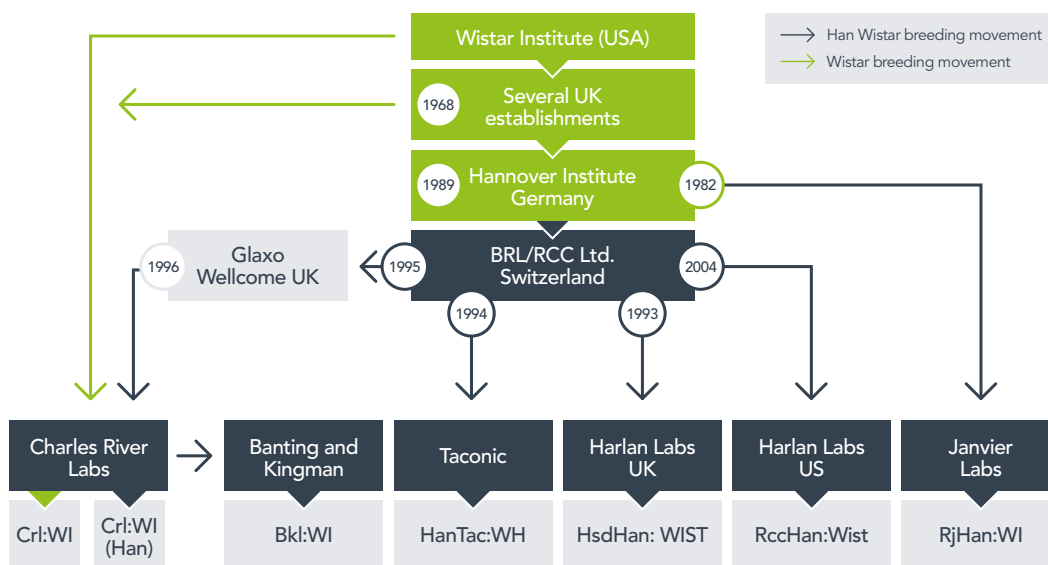 Wistar Institute (USA)
Han Wistar breeding movement
Wistar breeding movement
1968
Several UK
establishments
1989
Hannover Institute
Germany
1982
1996
Glaxo
Wellcome UK
1995
BRL/RCC Ltd.
Switzerland
2004
1994
1993
Charles River
Labs
Banting and
Kingman
Taconic
Harlan Labs
UK
Harlan Labs
US
Janvier
Labs
Crl:WI
Crl:WI
(Han)
Bkl:WI
HanTac:WH
HsdHan: WIST
RccHan:Wist
RjHan:WI